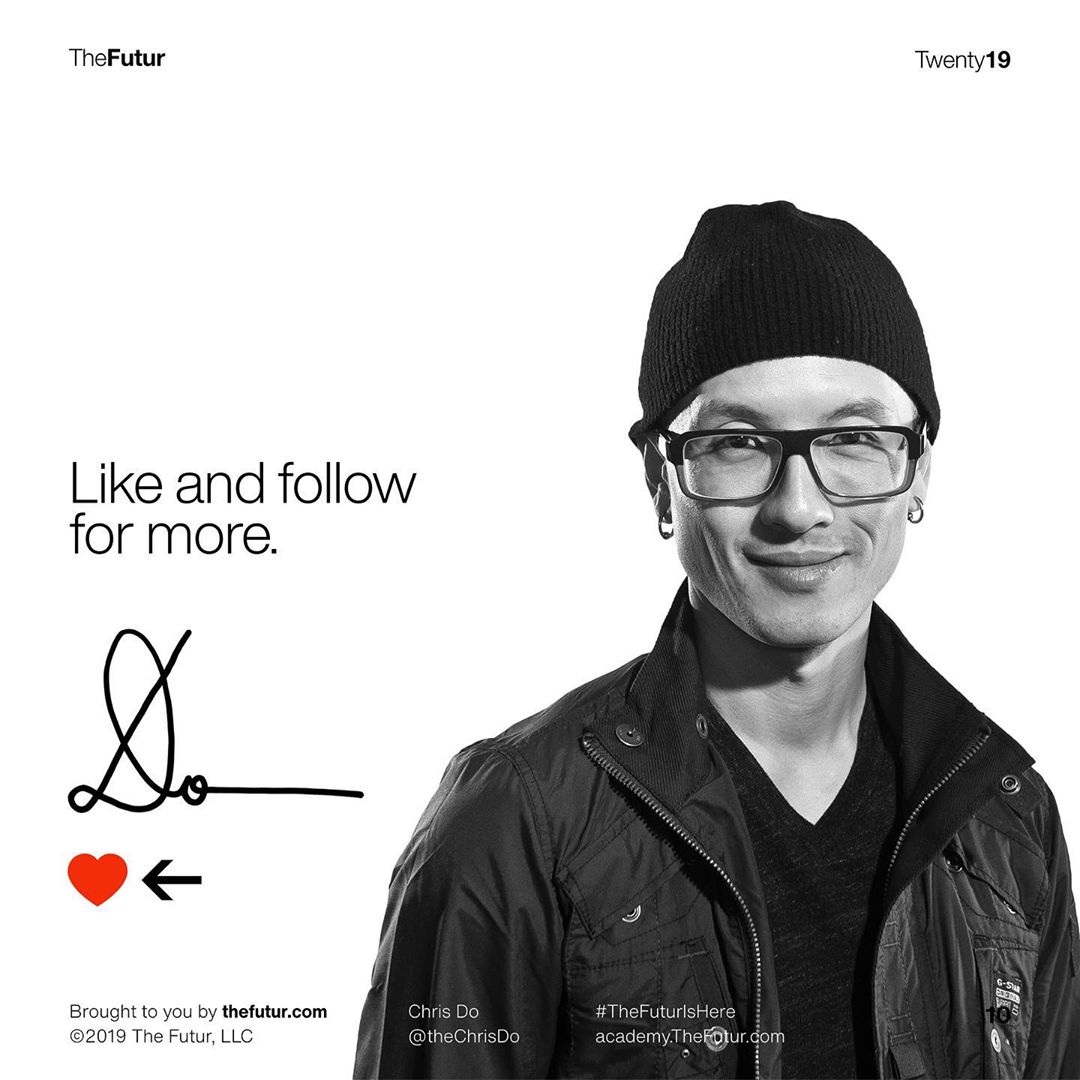 TheFutur
Twenty19
Like and follow
for more.
Do
Brought to you by thefutur.com
©2019 The Futur, LLC
Chris Do
@theChrisDo
#TheFuturIsHere
academy.TheFutur.com
G-STAR
10